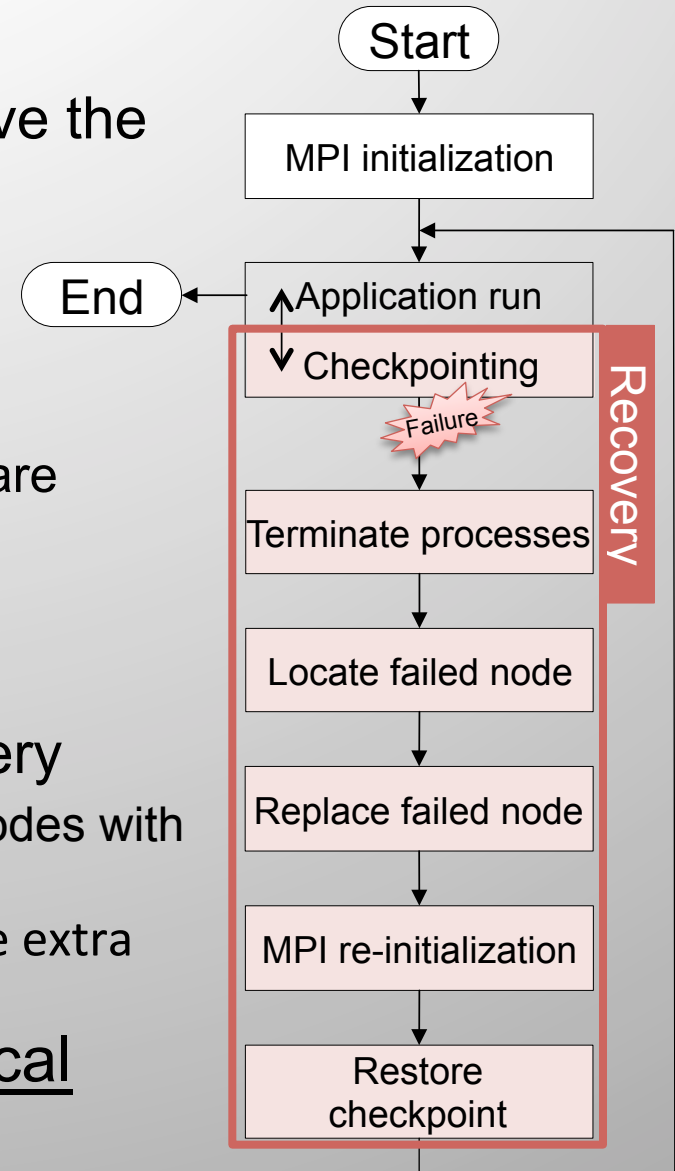 ve the
are
ery
odes with
e extra
cal
Start
MPI initialization
End
Application run
Checkpointing
Failure
Recovery
Terminate processes
Locate failed node
Replace failed node
MPI re-initialization
Restore
checkpoint